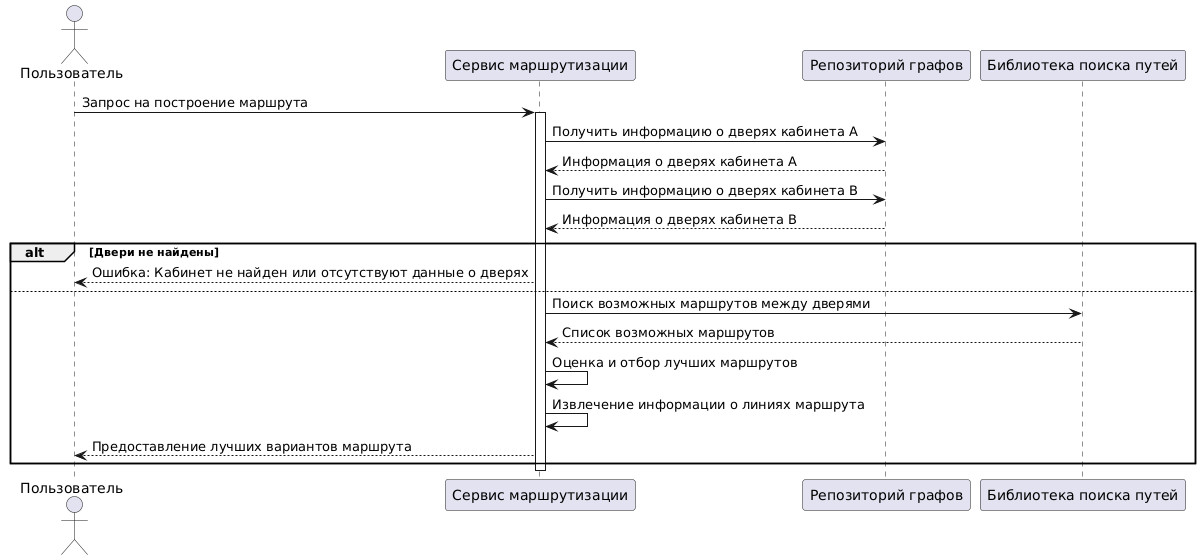 Пользователь
Сервис маршрутизации
Репозиторий графов
Библиотека поиска путей
Запрос на построение маршрута
Получить информацию о дверях кабинета A
Информация о дверях кабинета A
Получить информацию о дверях кабинета B
Информация о дверях кабинета B
alt
[Двери не найдены]
Ошибка: Кабинет не найден или отсутствуют данные о дверях
Поиск возможных маршрутов между дверями
Список возможных маршрутов
Оценка и отбор лучших маршрутов
Извлечение информации о линиях маршрута
Предоставление лучших вариантов маршрута
Пользователь
Сервис маршрутизации
Репозиторий графов
Библиотека поиска путей